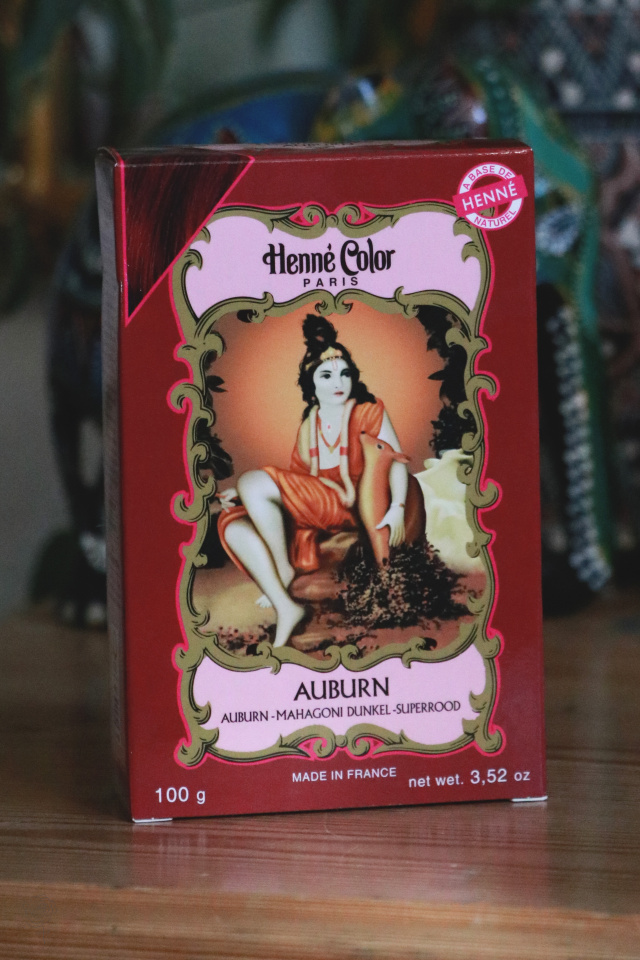 A BASE DE
HENNÉ
NATUREL
Henné Color
PARIS
AUBURN
AUBURN-MAHAGONI DUNKEL-SUPERROOD
MADE IN FRANCE
100 g
net wet. 3,52 oz